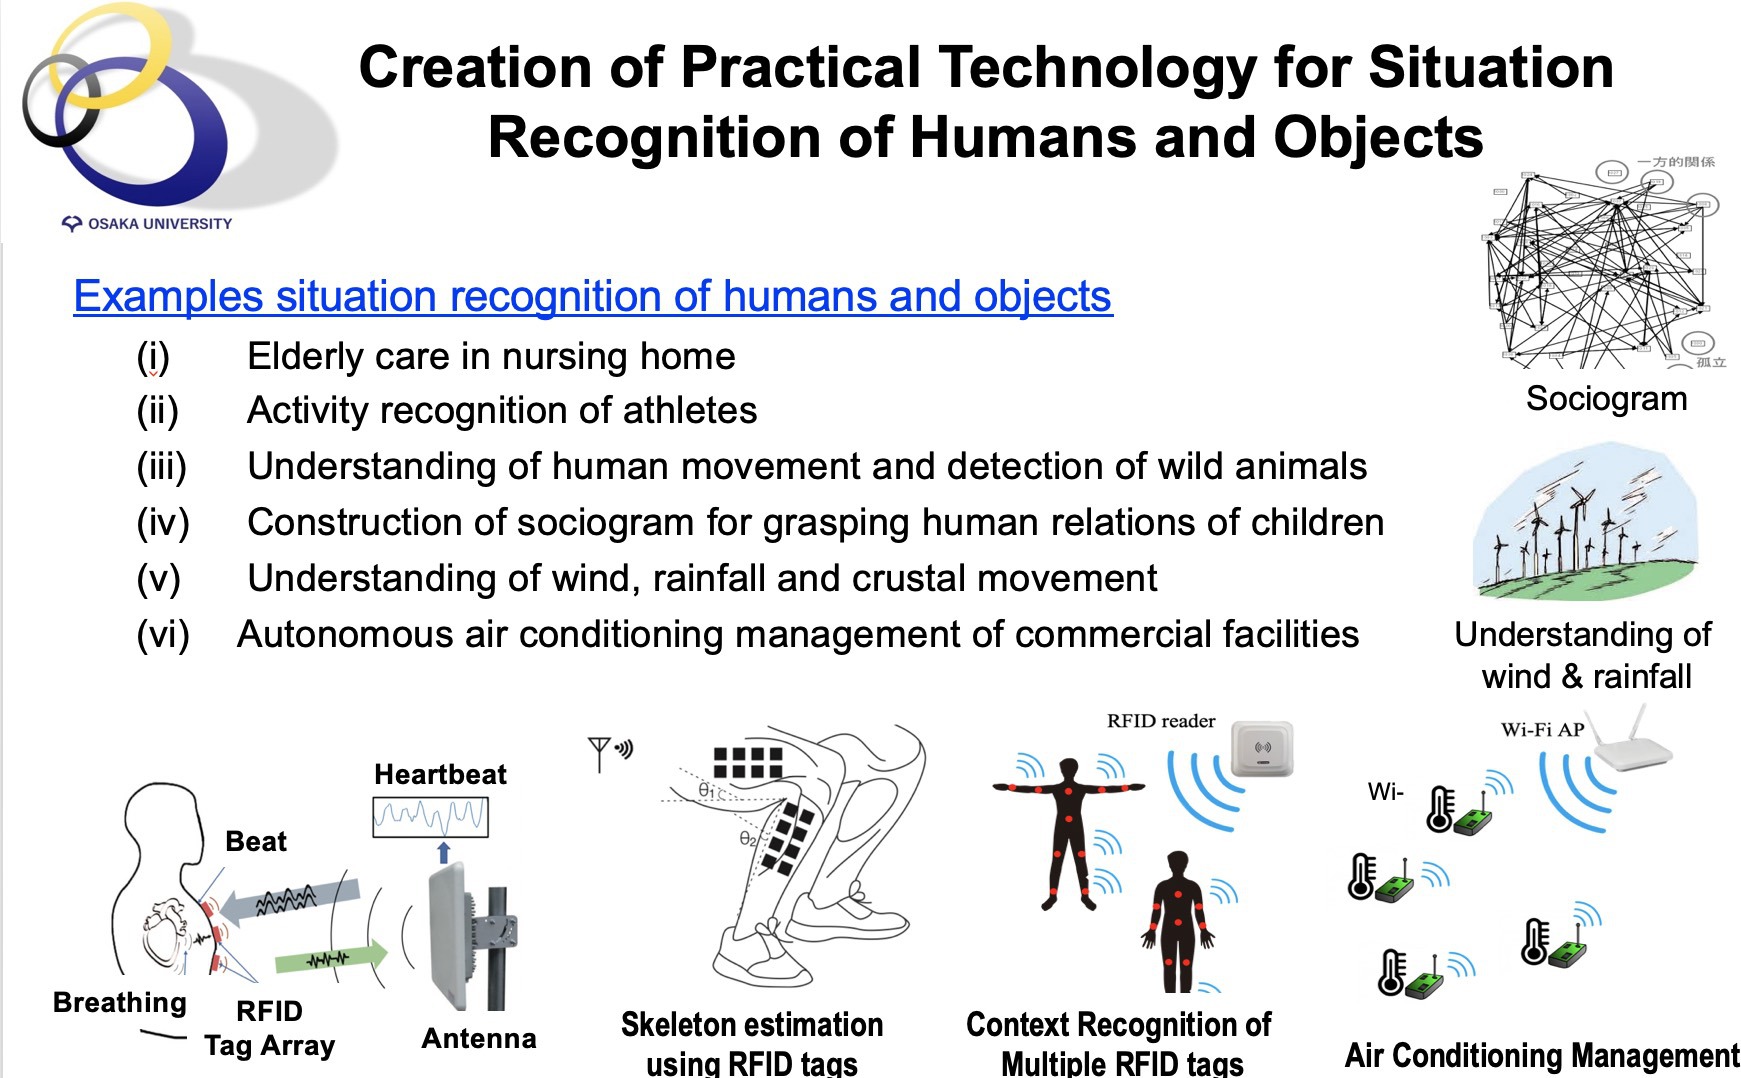 Creation of Practical Technology for Situation
Recognition of Humans and Objects
OSAKA UNIVERSITY
一方的関係
孤立
Sociogram
Examples situation recognition of humans and objects
(i) Elderly care in nursing home
(ii) Activity recognition of athletes
(iii) Understanding of human movement and detection of wild animals
(iv) Construction of sociogram for grasping human relations of children
(v) Understanding of wind, rainfall and crustal movement
(vi) Autonomous air conditioning management of commercial facilities
Understanding of
wind & rainfall
Heartbeat
Beat
Breathing
RFID
Tag Array
Antenna
θ1
θ2
Skeleton estimation
using RFID tags
RFID reader
Context Recognition of
Multiple RFID tags
Wi-Fi AP
Wi-
Air Conditioning Management